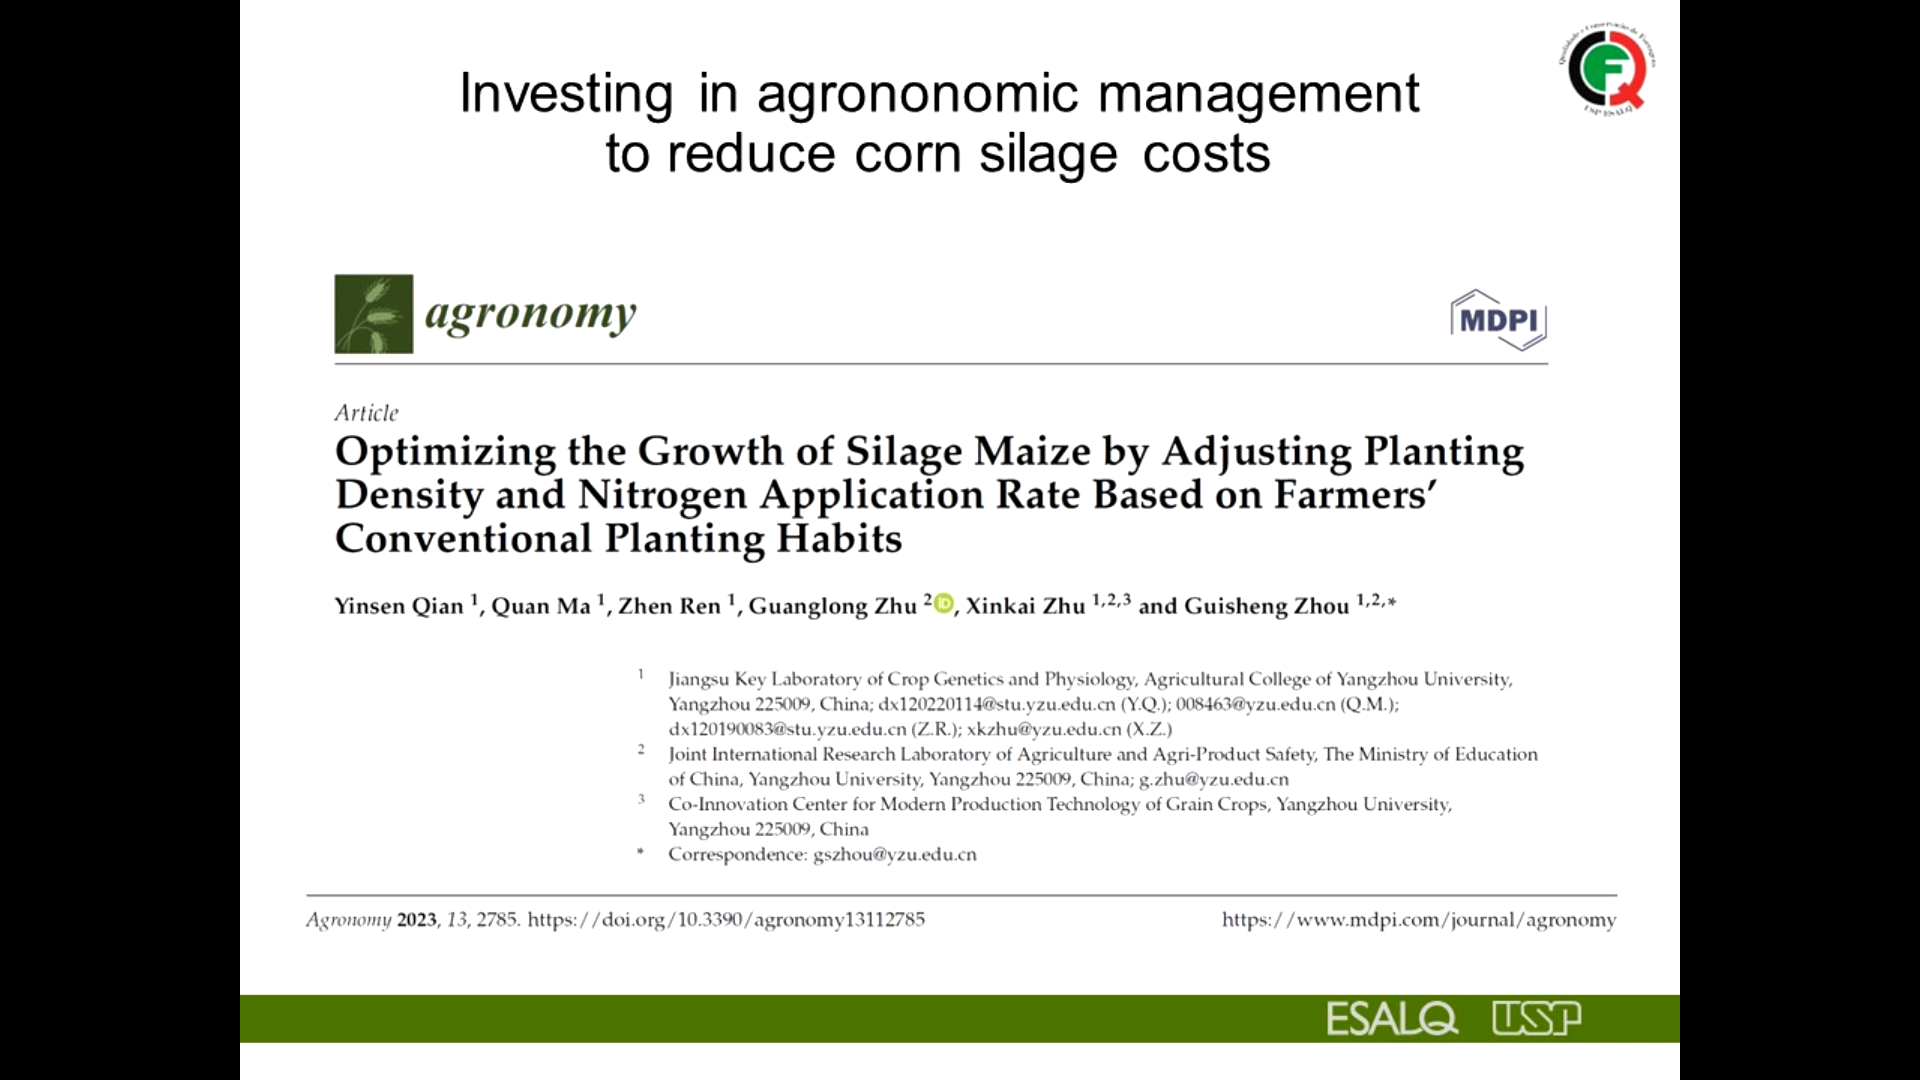 Qualidade e Conservação de Forragens
FQ
USP ESALQ
Investing in agrononomic management
to reduce corn silage costs
agronomy
MDPI
Article
Optimizing the Growth of Silage Maize by Adjusting Planting
Density and Nitrogen Application Rate Based on Farmers’
Conventional Planting Habits
Yinsen Qian 1, Quan Ma 1, Zhen Ren 1, Guanglong Zhu 2 iD, Xinkai Zhu 1,2,3 and Guisheng Zhou 1,2,*
1 Jiangsu Key Laboratory of Crop Genetics and Physiology, Agricultural College of Yangzhou University,
Yangzhou 225009, China; dx120220114@stu.yzu.edu.cn (Y.Q.); 008463@yzu.edu.cn (Q.M.);
dx120190083@stu.yzu.edu.cn (Z.R.); xkzhu@yzu.edu.cn (X.Z.)
2 Joint International Research Laboratory of Agriculture and Agri-Product Safety, The Ministry of Education
of China, Yangzhou University, Yangzhou 225009, China; g.zhu@yzu.edu.cn
3 Co-Innovation Center for Modern Production Technology of Grain Crops, Yangzhou University,
Yangzhou 225009, China
* Correspondence: gszhou@yzu.edu.cn
Agronomy 2023, 13, 2785. https://doi.org/10.3390/agronomy13112785
https://www.mdpi.com/journal/agronomy
ESALQ USP